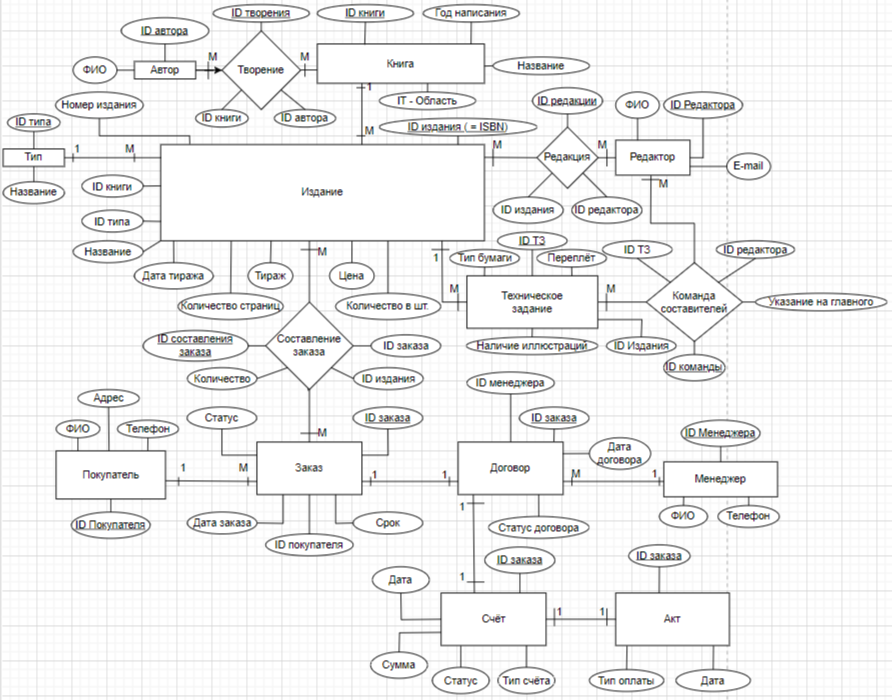 ID творения
ID книги
Год написания
ID автора
М
М
ФИО
Автор
Творение
Книга
Название
1
IT - Область
ID редакции
ФИО
ID Редактора
Номер издания
ID книги
ID автора
ID типа
М
ID издания ( = ISBN)
Тип
1
М
М
Редакция
М
Редактор
E-mail
Название
ID книги
Издание
М
ID типа
ID издания
ID редактора
Название
М
1
ID ТЗ
ID ТЗ
ID редактора
Дата тиража
Тираж
Цена
Тип бумаги
Переплёт
Количество страниц
Количество в шт.
М
Техническое
задание
М
Команда
составителей
Указание на главного
ID составления
заказа
Составление
заказа
ID заказа
Наличие иллюстраций
ID Издания
ID команды
Количество
ID издания
ID менеджера
Адрес
Статус
ID заказа
ID заказа
ФИО
Телефон
М
ID Менеджера
Дата
договора
Покупатель
1
М
Заказ
1
1
Договор
М
1
Менеджер
1
ФИО
Телефон
ID Покупателя
Дата заказа
Срок
Статус договора
ID покупателя
ID заказа
ID заказа
Дата
1
Счёт
1
1
Акт
Сумма
Статус
Тип счёта
Тип оплаты
Дата